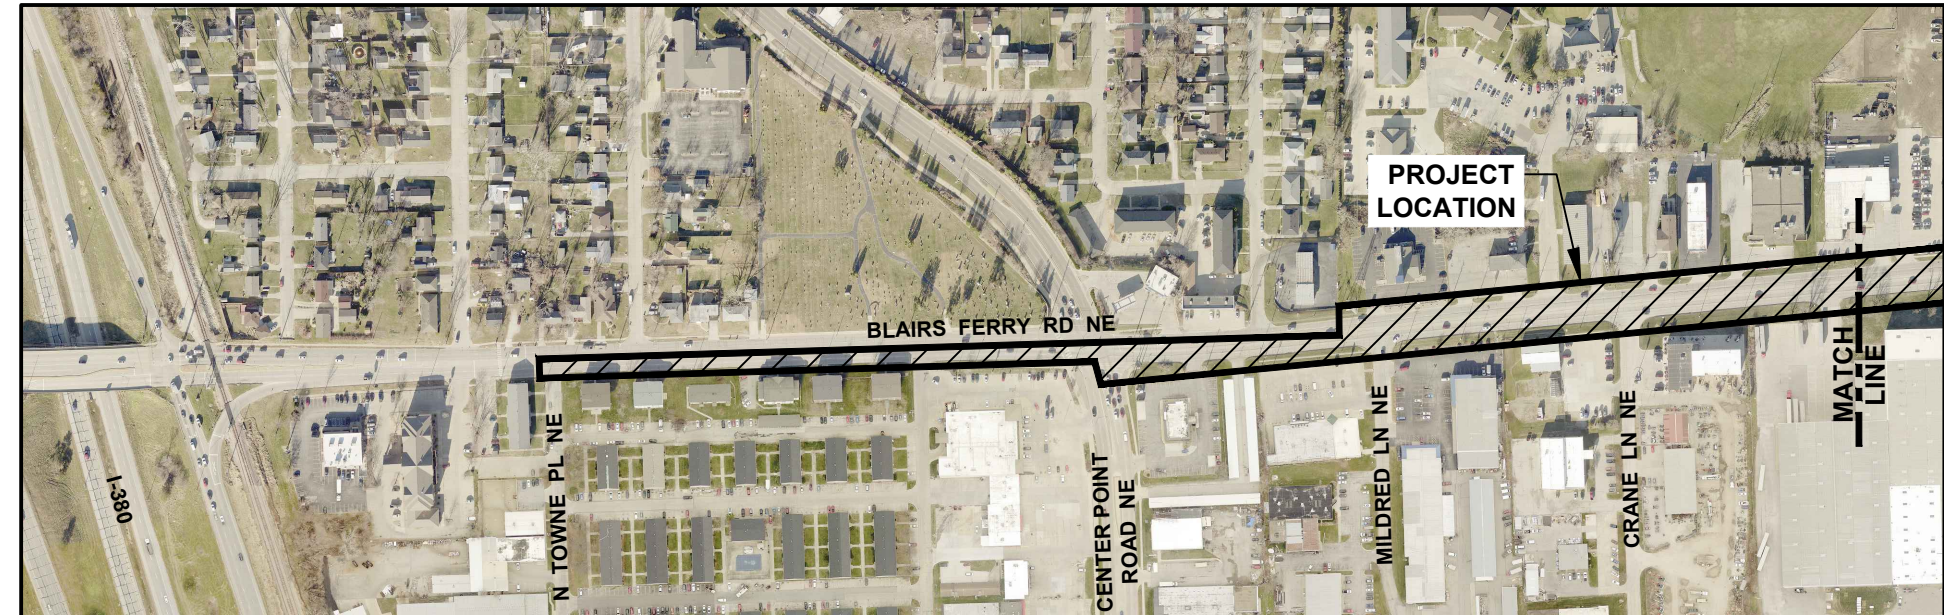 PROJECT
LOCATION
BLAIRS FERRY RD NE
MATCH
LINE
I-380
N TOWNE PL NE
CENTER POINT
ROAD NE
MILDRED LN NE
CRANE LN NE